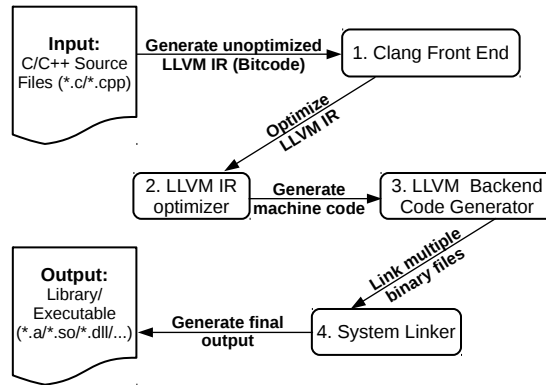 Input:
C/C++ Source
Files (*.c/*.cpp)
Generate unoptimized
LLVM IR (Bitcode)
1. Clang Front End
Optimize
LLVM IR
2. LLVM IR
optimizer
Generate
machine code
3. LLVM Backend
Code Generator
Link multiple
binary files
4. System Linker
Generate final
output
Output:
Library/
Executable
(*.a/*.so/*.dll/...)